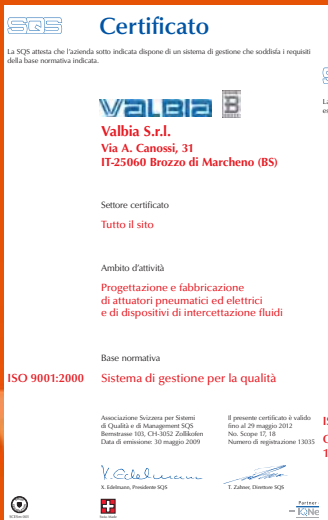 SQS
Certificato
La SQS attesta che l'azienda sotto indicata dispone di un sistema di gestione che soddisfa i requisiti
della base normativa indicata.
VALBIA B
Valbia S.r.l.
Via A. Canossi, 31
IT-25060 Brozzo di Marcheno (BS)
Settore certificato
Tutto il sito
Ambito d'attività
Progettazione e fabbricazione
di attuatori pneumatici ed elettrici
e di dispositivi di intercettazione fluidi
Base normativa
ISO 9001:2000 Sistema di gestione per la qualità
Associazione Svizzera per Sistemi
di Qualità e di Management SQS
Bernstrasse 103, CH-3052 Zollikofen
Data di emissione: 30 maggio 2009
Il presente certificato è valido
fino al 29 maggio 2012
No. Scope 17, 18
Numero di registrazione 13035
X. Edelmann
X. Edelmann, Presidente SQS
T. Zahner, Direttore SQS
Swiss Made
Partner
IQNe